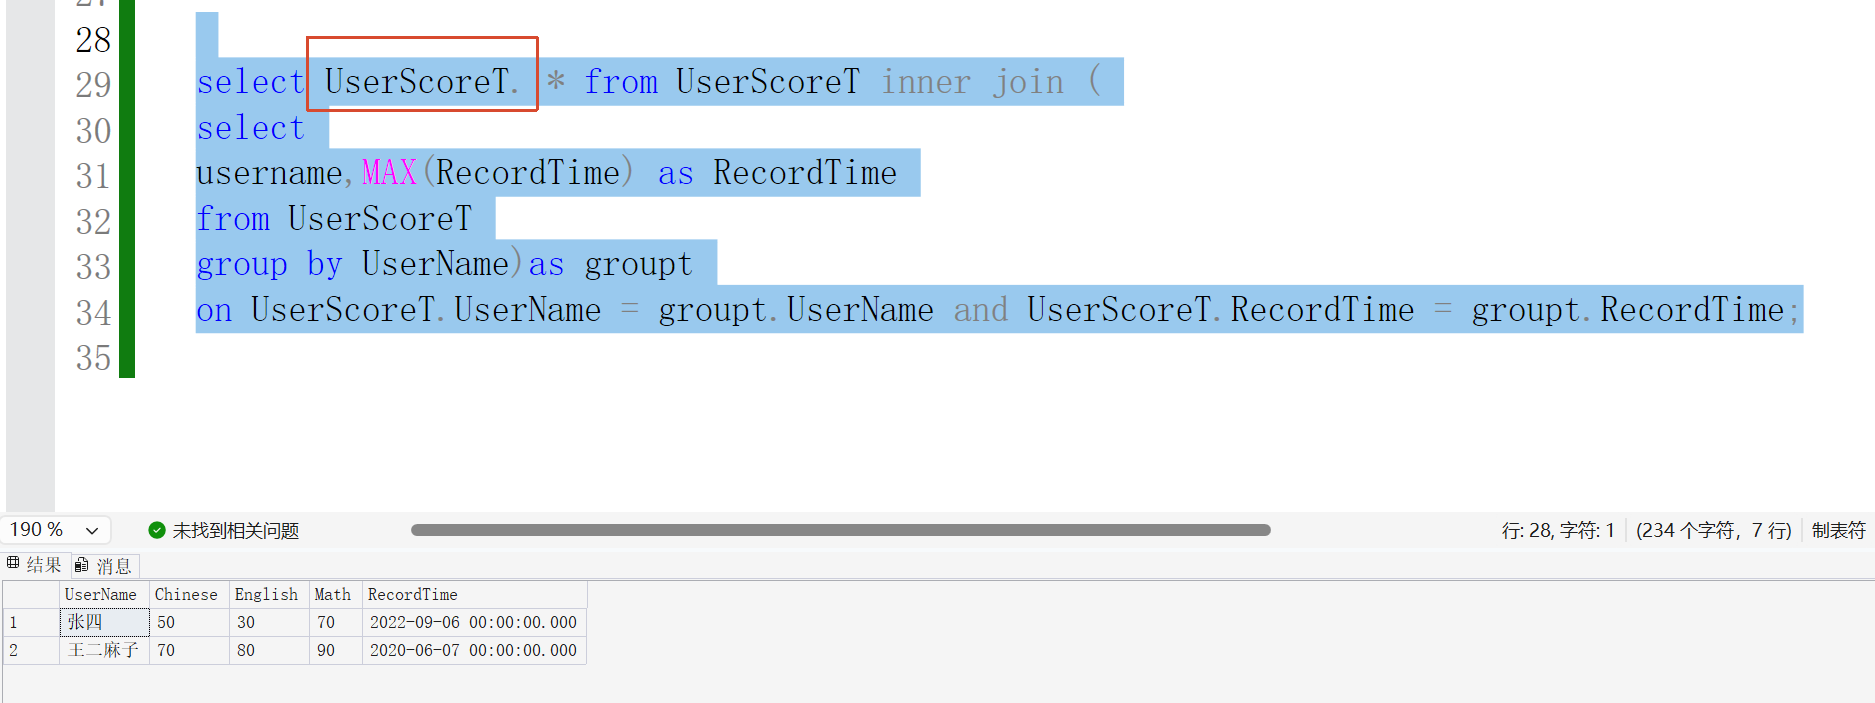 27
28
29 select UserScoreT. * from UserScoreT inner join (
30 select
31 username,MAX(RecordTime) as RecordTime
32 from UserScoreT
33 group by UserName)as groupt
34 on UserScoreT.UserName = groupt.UserName and UserScoreT.RecordTime = groupt.RecordTime;
35
190 % 未找到相关问题 行: 28, 字符: 1 (234 个字符，7 行) 制表符
结果 消息
UserName Chinese English Math RecordTime
1 张四 50 30 70 2022-09-06 00:00:00.000
2 王二麻子 70 80 90 2020-06-07 00:00:00.000